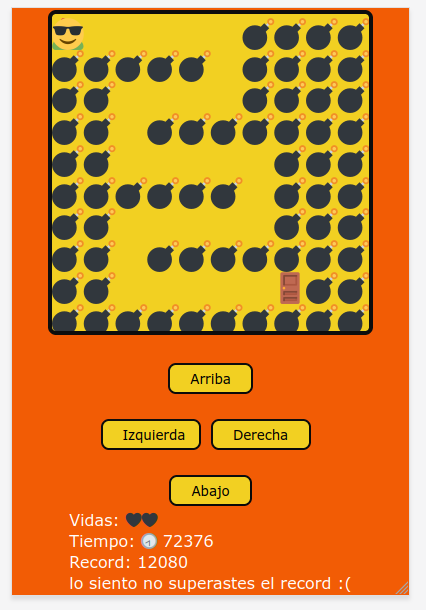 Arriba
Izquierda Derecha
Abajo
Vidas: 🖤🖤
Tiempo: 🕢 72376
Record: 12080
lo siento no superastes el record :(